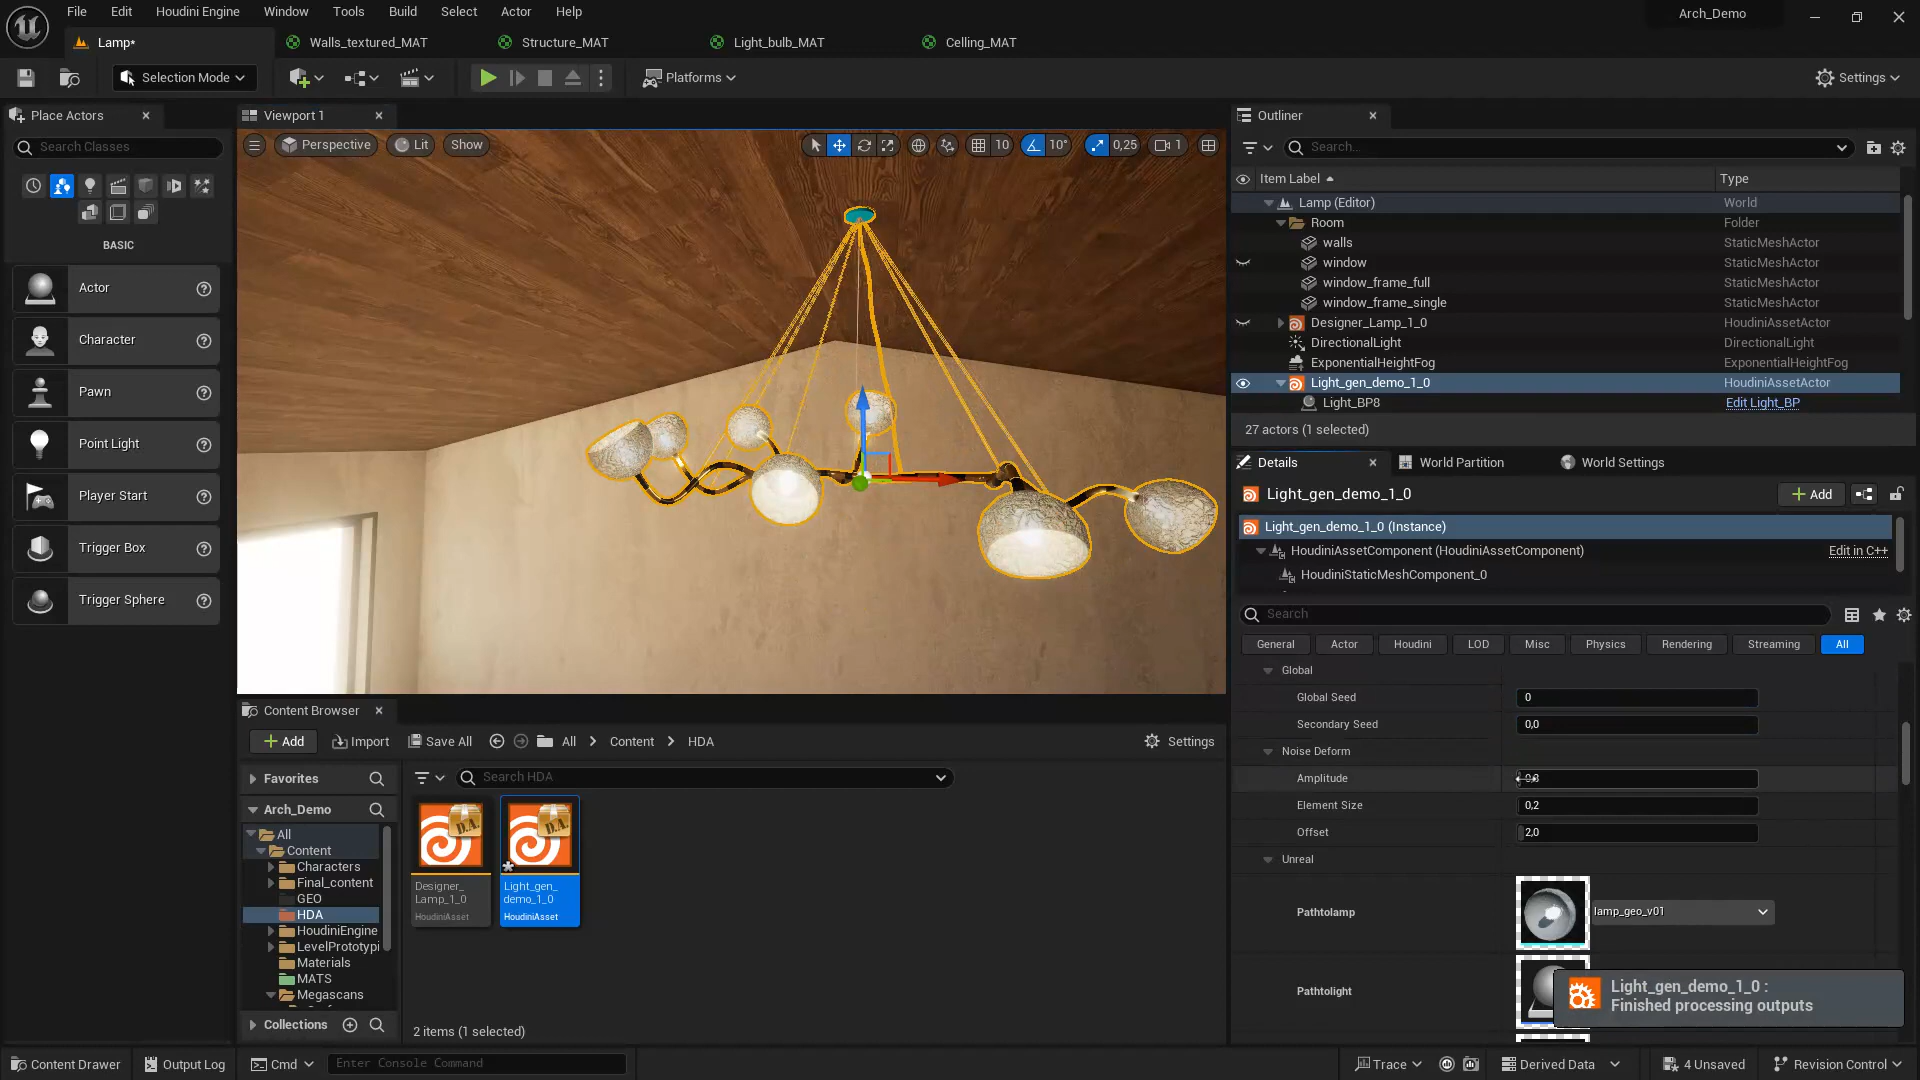 File Edit Houdini Engine Window Tools Build Select Actor Help
Arch_Demo
Lamp* Walls_textured_MAT Structure_MAT Light_bulb_MAT Celling_MAT
Selection Mode Platforms Settings
Place Actors
Search Classes
BASIC
Actor
Character
Pawn
Point Light
Player Start
Trigger Box
Trigger Sphere
Viewport 1
Perspective Lit Show 10 10° 0,25 1
Content Browser
Add Import Save All All Content HDA Settings
Favorites
Arch_Demo
All
Content
Characters
Final_content
GEO
HDA
HoudiniEngine
LevelPrototypi
Materials
MATS
Megascans
Collections
Search HDA
D.A.
Designer_
Lamp_1_0
HoudiniAsset
D.A.
Light_gen_
demo_1_0
HoudiniAsset
2 items (1 selected)
Outliner
Search...
Item Label Type
Lamp (Editor) World
Room Folder
walls StaticMeshActor
window StaticMeshActor
window_frame_full StaticMeshActor
window_frame_single StaticMeshActor
Designer_Lamp_1_0 HoudiniAssetActor
DirectionalLight DirectionalLight
ExponentialHeightFog ExponentialHeightFog
Light_gen_demo_1_0 HoudiniAssetActor
Light_BP8 Edit Light_BP
27 actors (1 selected)
Details World Partition World Settings
Light_gen_demo_1_0 Add
Light_gen_demo_1_0 (Instance)
HoudiniAssetComponent (HoudiniAssetComponent) Edit in C++
HoudiniStaticMeshComponent_0
Search
General Actor Houdini LOD Misc Physics Rendering Streaming All
Global
Global Seed 0
Secondary Seed 0,0
Noise Deform
Amplitude
Element Size 0,2
Offset 2,0
Unreal
Pathtolamp lamp_geo_v01
Pathtolight
Light_gen_demo_1_0 :
Finished processing outputs
Content Drawer Output Log Cmd Enter Console Command Trace Derived Data 4 Unsaved Revision Control